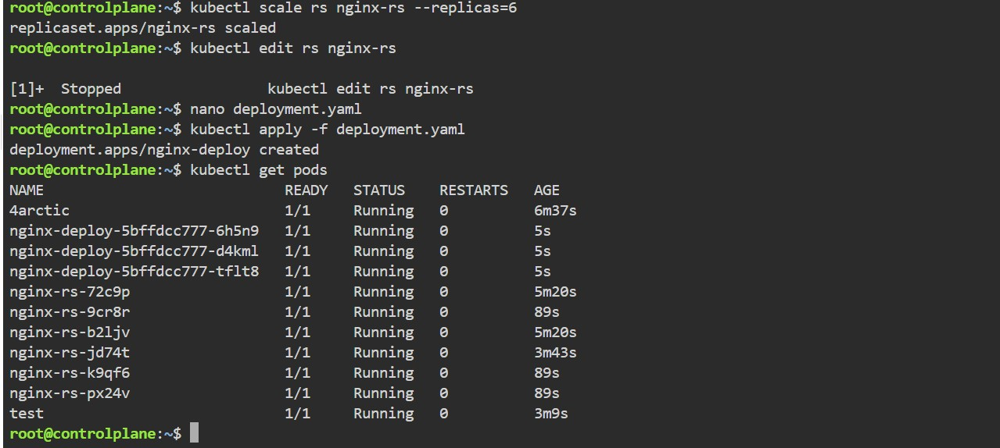 root@controlplane:~$ kubectl scale rs nginx-rs --replicas=6
replicaset.apps/nginx-rs scaled
root@controlplane:~$ kubectl edit rs nginx-rs
[1]+  Stopped                 kubectl edit rs nginx-rs
root@controlplane:~$ nano deployment.yaml
root@controlplane:~$ kubectl apply -f deployment.yaml
deployment.apps/nginx-deploy created
root@controlplane:~$ kubectl get pods
NAME                            READY   STATUS    RESTARTS   AGE
4arctic                         1/1     Running   0          6m37s
nginx-deploy-5bffdcc777-6h5n9   1/1     Running   0          5s
nginx-deploy-5bffdcc777-d4kml   1/1     Running   0          5s
nginx-deploy-5bffdcc777-tflt8   1/1     Running   0          5s
nginx-rs-72c9p                  1/1     Running   0          5m20s
nginx-rs-9cr8r                  1/1     Running   0          89s
nginx-rs-b2ljv                  1/1     Running   0          5m20s
nginx-rs-jd74t                  1/1     Running   0          3m43s
nginx-rs-k9qf6                  1/1     Running   0          89s
nginx-rs-px24v                  1/1     Running   0          89s
test                            1/1     Running   0          3m9s
root@controlplane:~$